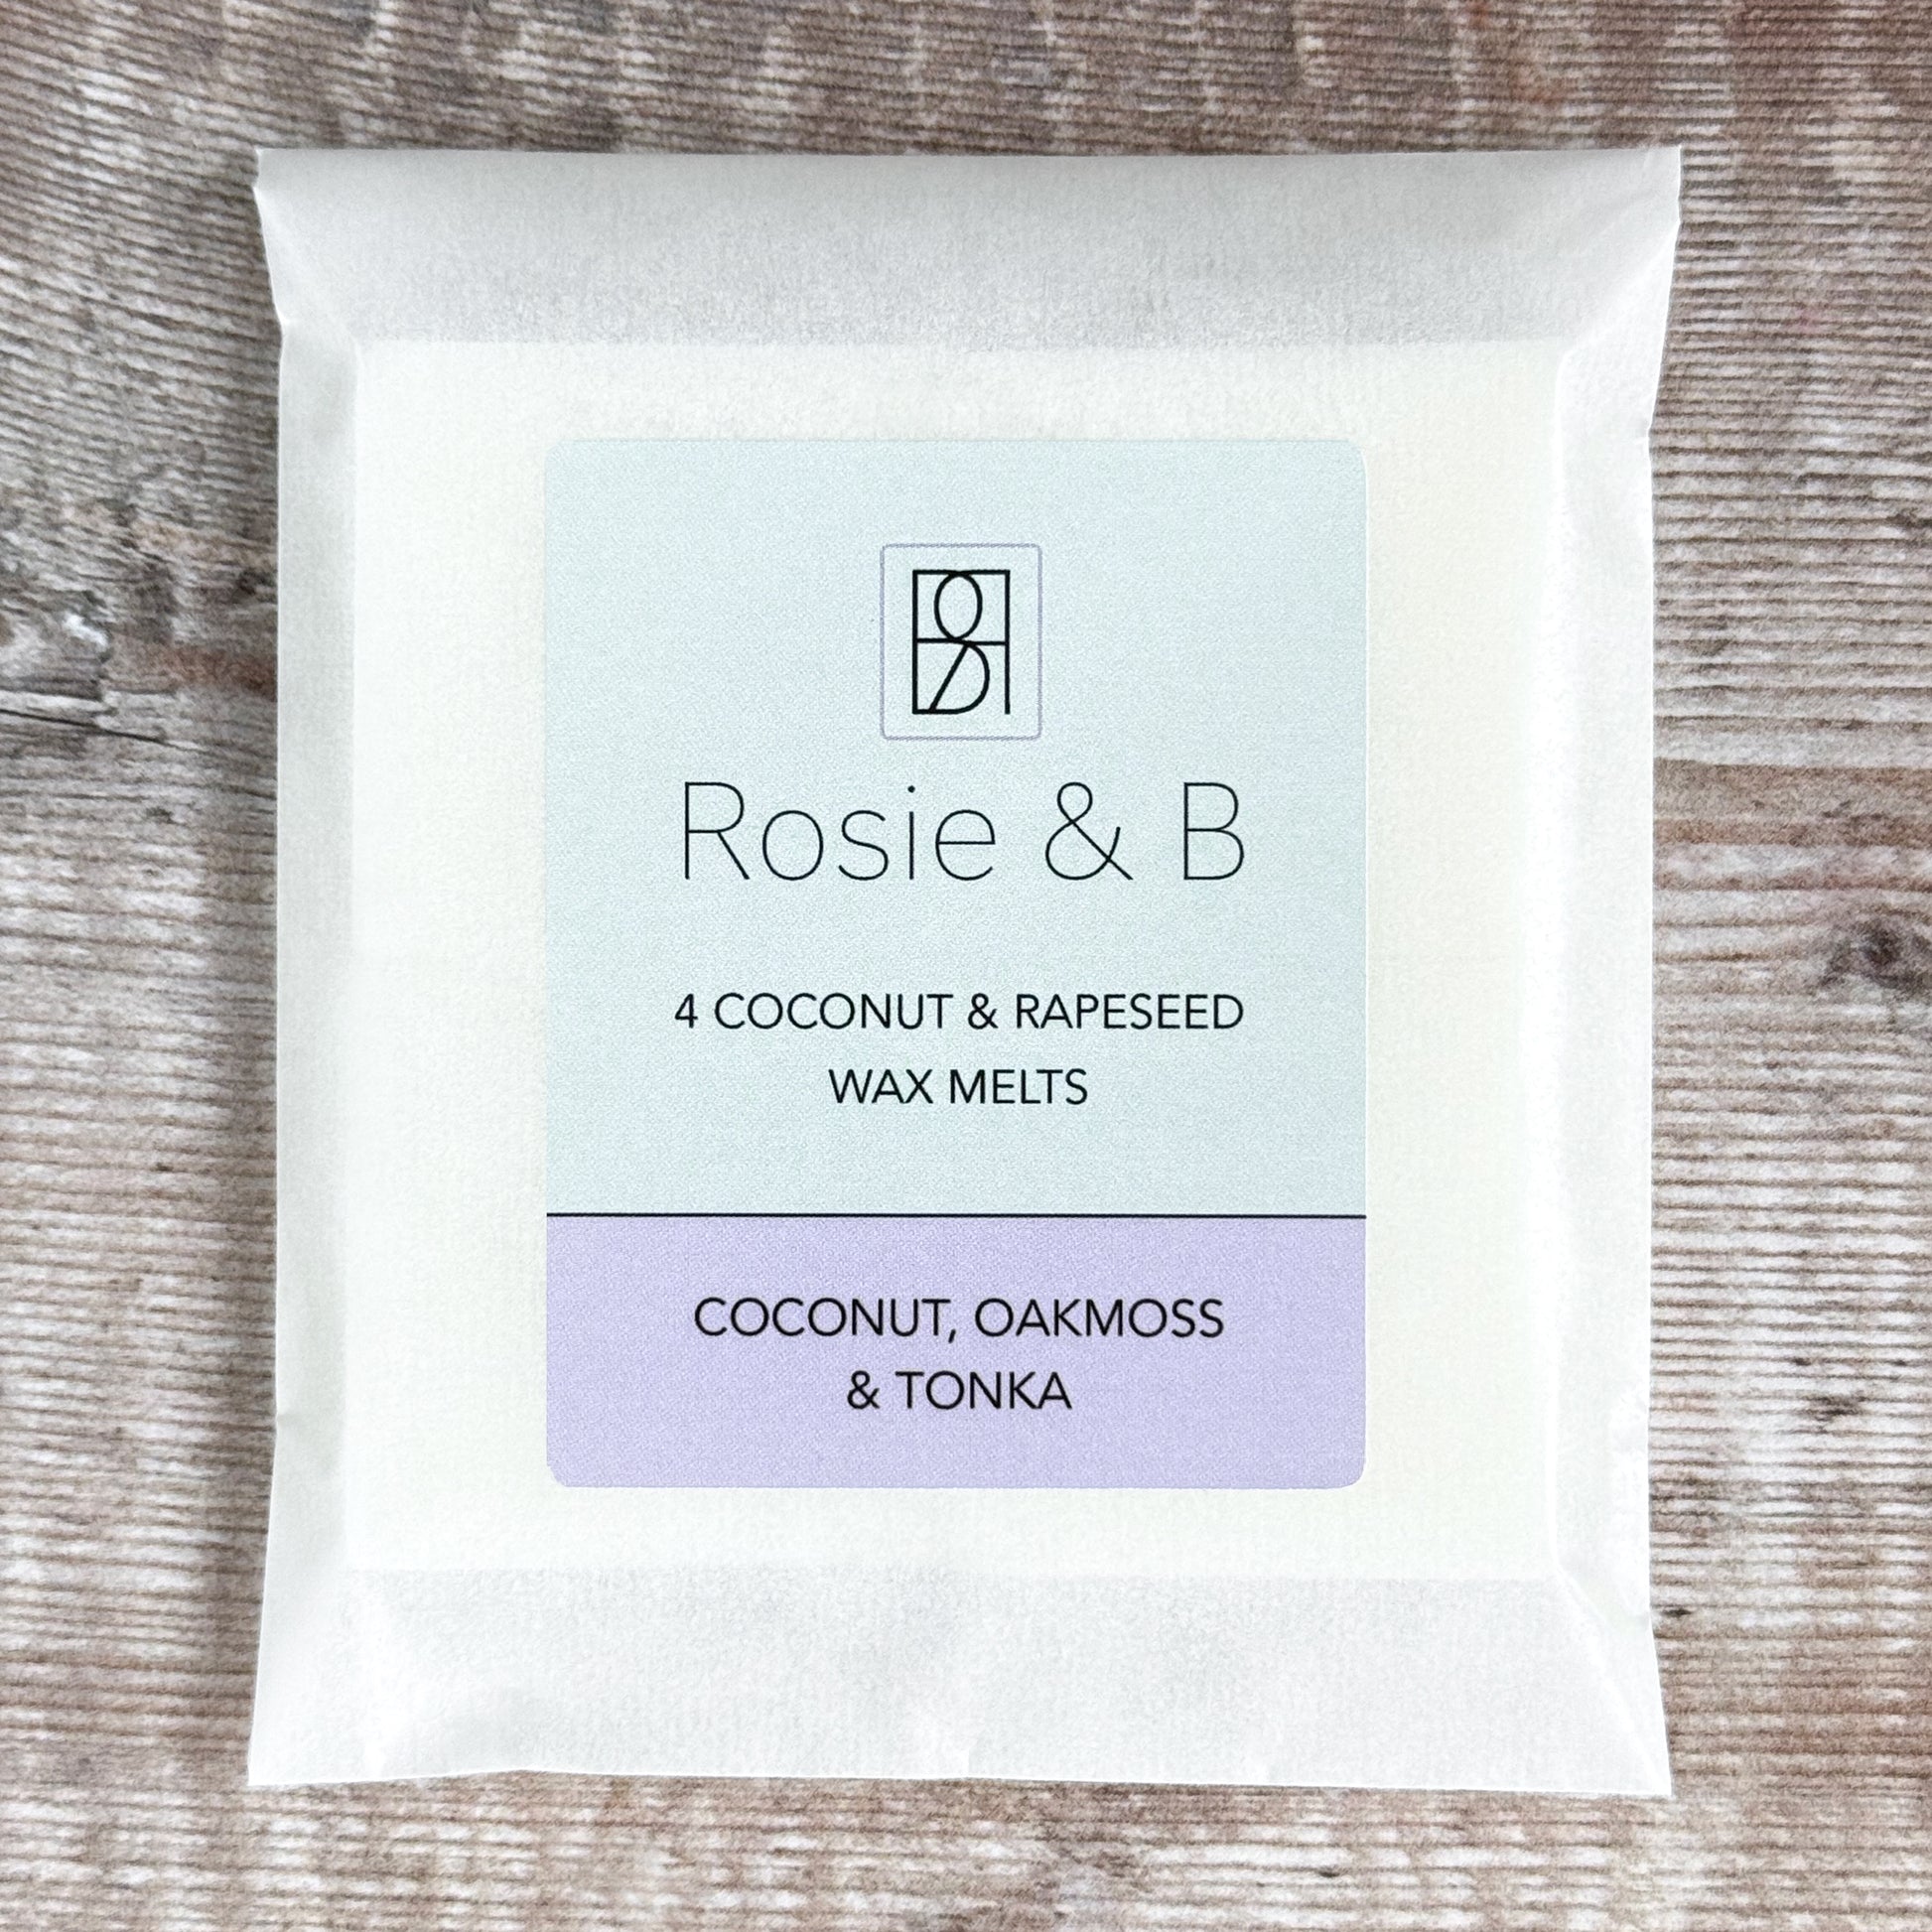 Rosie & B
4 COCONUT & RAPESEED
WAX MELTS
COCONUT, OAKMOSS
& TONKA